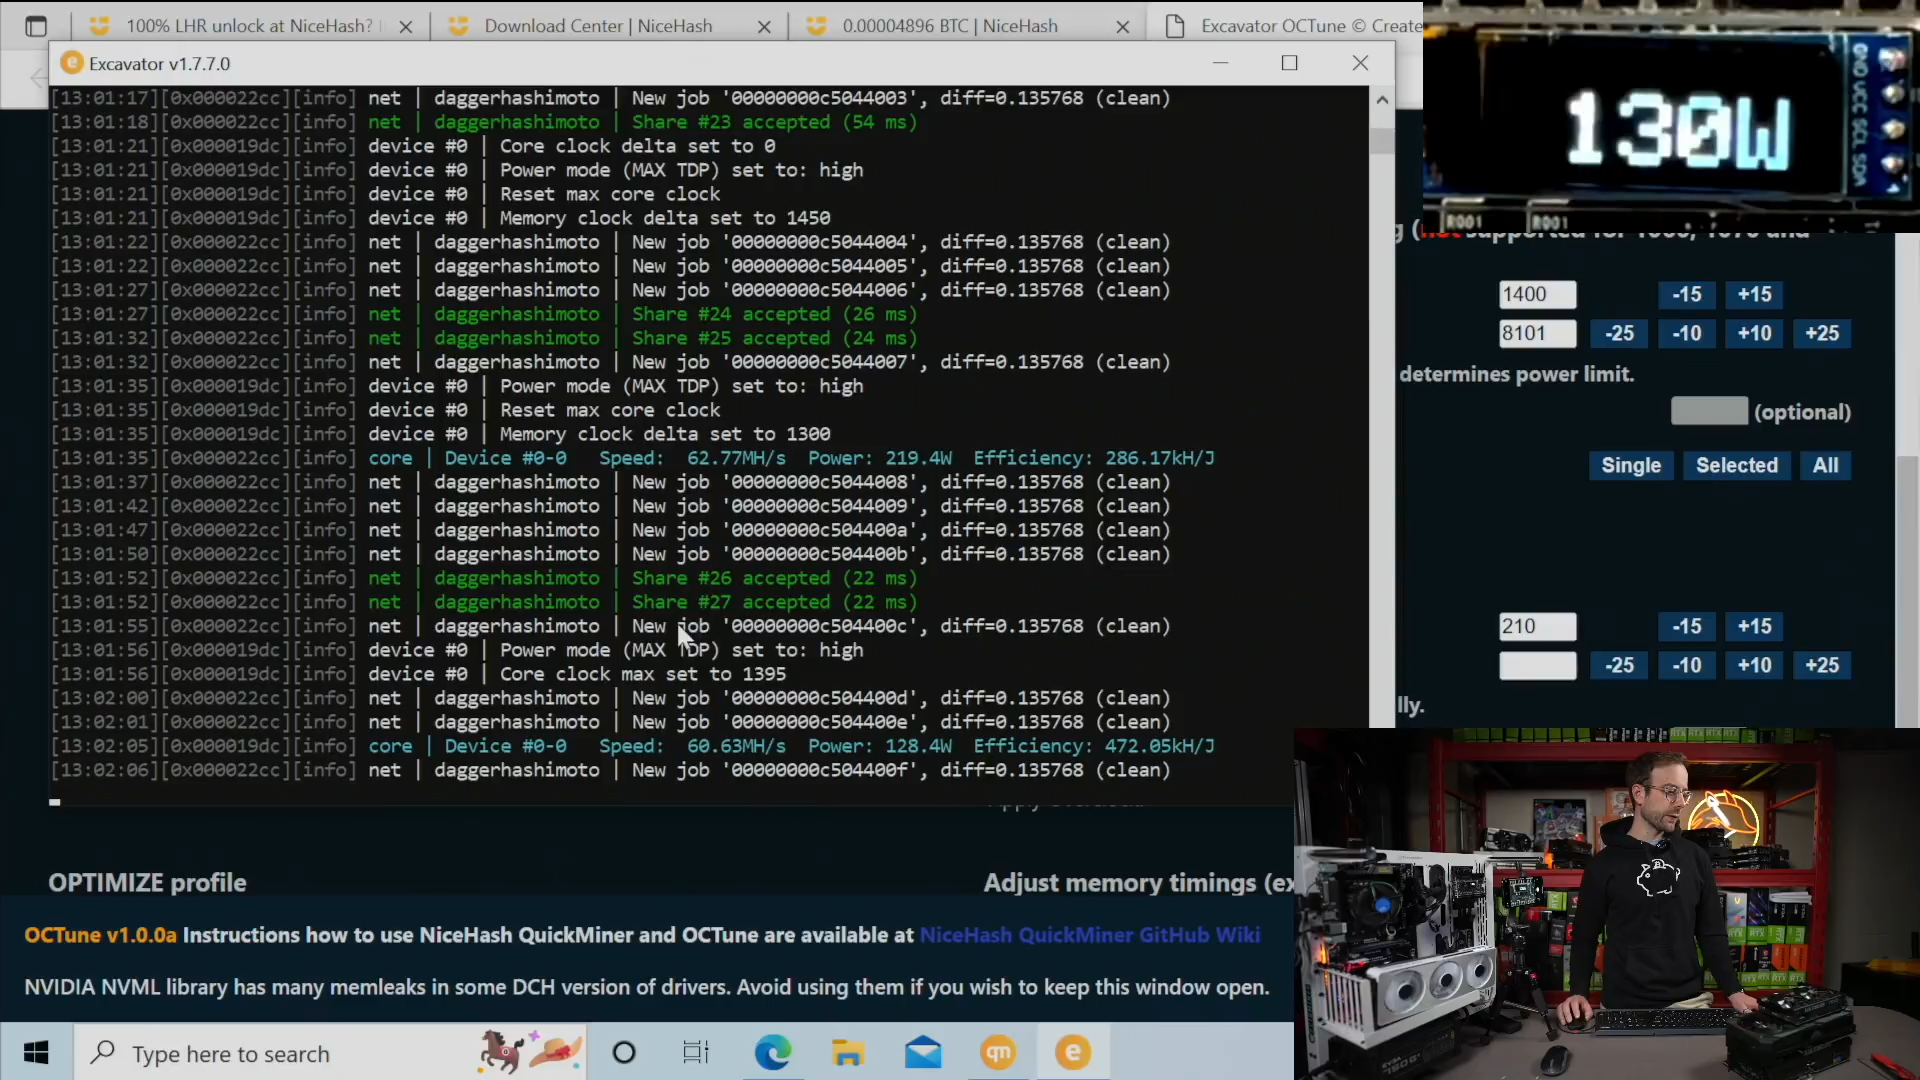 100% LHR unlock at NiceHash?
Download Center | NiceHash
0.00004896 BTC | NiceHash
Excavator OCTune © Create
Excavator v1.7.7.0
130W
GND VCC SCL SDA
R001 R001
[13:01:17][0x000022cc][info] net | daggerhashimoto | New job '00000000c5044003', diff=0.135768 (clean)
[13:01:18][0x000022cc][info] net | daggerhashimoto | Share #23 accepted (54 ms)
[13:01:21][0x000019dc][info] device #0 | Core clock delta set to 0
[13:01:21][0x000019dc][info] device #0 | Power mode (MAX TDP) set to: high
[13:01:21][0x000019dc][info] device #0 | Reset max core clock
[13:01:21][0x000019dc][info] device #0 | Memory clock delta set to 1450
[13:01:22][0x000022cc][info] net | daggerhashimoto | New job '00000000c5044004', diff=0.135768 (clean)
[13:01:22][0x000022cc][info] net | daggerhashimoto | New job '00000000c5044005', diff=0.135768 (clean)
[13:01:27][0x000022cc][info] net | daggerhashimoto | New job '00000000c5044006', diff=0.135768 (clean)
[13:01:27][0x000022cc][info] net | daggerhashimoto | Share #24 accepted (26 ms)
[13:01:32][0x000022cc][info] net | daggerhashimoto | Share #25 accepted (24 ms)
[13:01:32][0x000022cc][info] net | daggerhashimoto | New job '00000000c5044007', diff=0.135768 (clean)
[13:01:35][0x000019dc][info] device #0 | Power mode (MAX TDP) set to: high
[13:01:35][0x000019dc][info] device #0 | Reset max core clock
[13:01:35][0x000019dc][info] device #0 | Memory clock delta set to 1300
[13:01:35][0x000019dc][info] core | Device #0-0 Speed: 62.77MH/s Power: 219.4W Efficiency: 286.17kH/J
[13:01:37][0x000022cc][info] net | daggerhashimoto | New job '00000000c5044008', diff=0.135768 (clean)
[13:01:42][0x000022cc][info] net | daggerhashimoto | New job '00000000c5044009', diff=0.135768 (clean)
[13:01:47][0x000022cc][info] net | daggerhashimoto | New job '00000000c504400a', diff=0.135768 (clean)
[13:01:50][0x000022cc][info] net | daggerhashimoto | New job '00000000c504400b', diff=0.135768 (clean)
[13:01:52][0x000022cc][info] net | daggerhashimoto | Share #26 accepted (22 ms)
[13:01:52][0x000022cc][info] net | daggerhashimoto | Share #27 accepted (22 ms)
[13:01:55][0x000022cc][info] net | daggerhashimoto | New job '00000000c504400c', diff=0.135768 (clean)
[13:01:56][0x000019dc][info] device #0 | Power mode (MAX TDP) set to: high
[13:01:56][0x000019dc][info] device #0 | Core clock max set to 1395
[13:02:00][0x000022cc][info] net | daggerhashimoto | New job '00000000c504400d', diff=0.135768 (clean)
[13:02:01][0x000022cc][info] net | daggerhashimoto | New job '00000000c504400e', diff=0.135768 (clean)
[13:02:05][0x000019dc][info] core | Device #0-0 Speed: 60.63MH/s Power: 128.4W Efficiency: 472.05kH/J
[13:02:06][0x000022cc][info] net | daggerhashimoto | New job '00000000c504400f', diff=0.135768 (clean)
1400 -15 +15
8101 -25 -10 +10 +25
determines power limit.
(optional)
Single Selected All
210 -15 +15
-25 -10 +10 +25
lly.
OPTIMIZE profile
Adjust memory timings (ex
OCTune v1.0.0a Instructions how to use NiceHash QuickMiner and OCTune are available at NiceHash QuickMiner GitHub Wiki
NVIDIA NVML library has many memleaks in some DCH version of drivers. Avoid using them if you wish to keep this window open.
Type here to search
qm
e